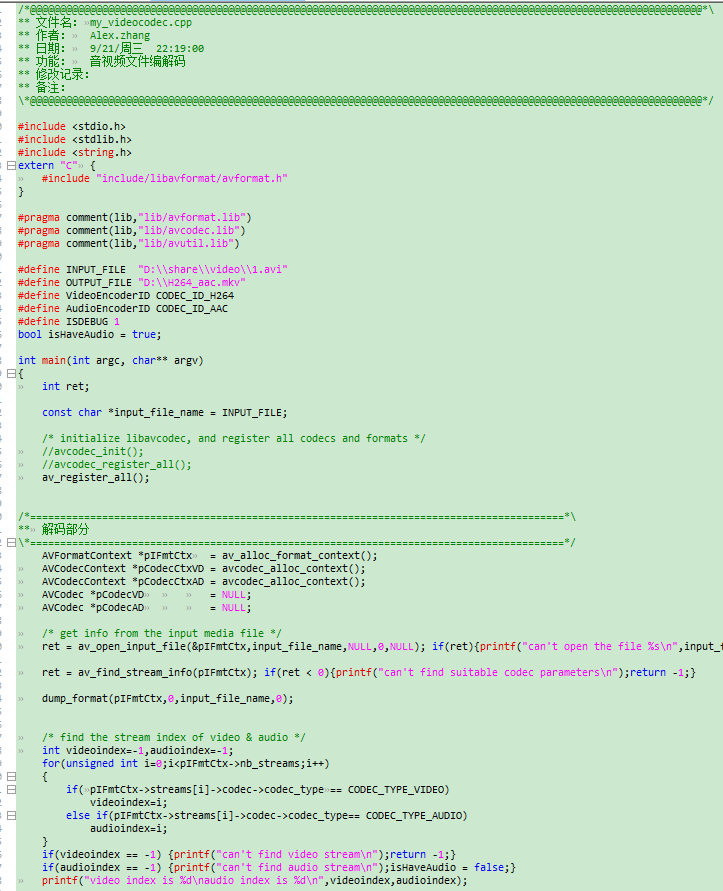 /*@@@@@@@@@@@@@@@@@@@@@@@@@@@@@@@@@@@@@@@@@@@@@@@@@@@@@@@@@@@@@@@@@@@@@@@@@@@@@@@@@@@@@@@@@@@@@@@@@@@@@@@@@@@@@@@@*\
** 文件名: my_videocodec.cpp
** 作者: Alex.zhang
** 日期: 9/21/周三 22:19:00
** 功能: 音视频文件编解码
** 修改记录:
** 备注:
\*@@@@@@@@@@@@@@@@@@@@@@@@@@@@@@@@@@@@@@@@@@@@@@@@@@@@@@@@@@@@@@@@@@@@@@@@@@@@@@@@@@@@@@@@@@@@@@@@@@@@@@@@@@@@@@@@*/
#include <stdio.h>
#include <stdlib.h>
#include <string.h>
extern "C" {
#include "include/libavformat/avformat.h"
}
#pragma comment(lib,"lib/avformat.lib")
#pragma comment(lib,"lib/avcodec.lib")
#pragma comment(lib,"lib/avutil.lib")
#define INPUT_FILE "D:\\share\\video\\1.avi"
#define OUTPUT_FILE "D:\\H264_aac.mkv"
#define VideoEncoderID CODEC_ID_H264
#define AudioEncoderID CODEC_ID_AAC
#define ISDEBUG 1
bool isHaveAudio = true;
int main(int argc, char** argv)
{
int ret;
const char *input_file_name = INPUT_FILE;
/* initialize libavcodec, and register all codecs and formats */
//avcodec_init();
//avcodec_register_all();
av_register_all();
/*=========================================================================================*\
** 解码部分
\*=========================================================================================*/
AVFormatContext *pIFmtCtx = av_alloc_format_context();
AVCodecContext *pCodecCtxVD = avcodec_alloc_context();
AVCodecContext *pCodecCtxAD = avcodec_alloc_context();
AVCodec *pCodecVD = NULL;
AVCodec *pCodecAD = NULL;
/* get info from the input media file */
ret = av_open_input_file(&pIFmtCtx,input_file_name,NULL,0,NULL); if(ret){printf("can't open the file %s\n",input_f
ret = av_find_stream_info(pIFmtCtx); if(ret < 0){printf("can't find suitable codec parameters\n");return -1;}
dump_format(pIFmtCtx,0,input_file_name,0);
/* find the stream index of video & audio */
int videoindex=-1,audioindex=-1;
for(unsigned int i=0;i<pIFmtCtx->nb_streams;i++)
{
if( pIFmtCtx->streams[i]->codec->codec_type == CODEC_TYPE_VIDEO)
videoindex=i;
else if(pIFmtCtx->streams[i]->codec->codec_type== CODEC_TYPE_AUDIO)
audioindex=i;
}
if(videoindex == -1) {printf("can't find video stream\n");return -1;}
if(audioindex == -1) {printf("can't find audio stream\n");isHaveAudio = false;}
printf("video index is %d\naudio index is %d\n",videoindex,audioindex);